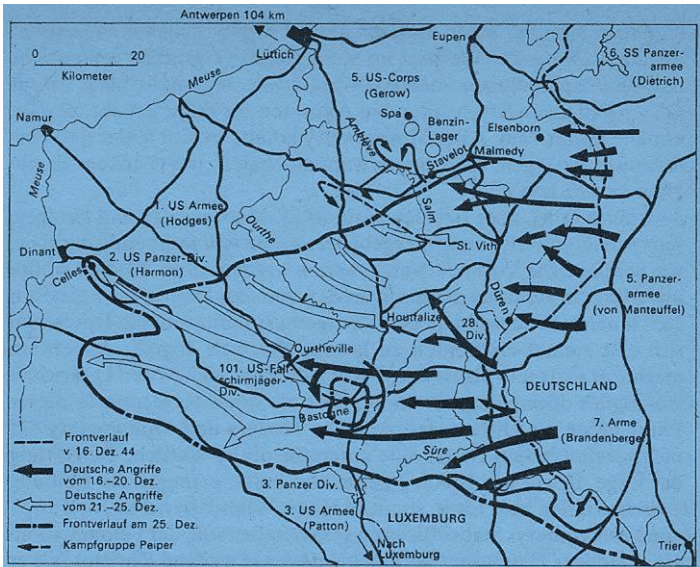 Antwerpen 104 km
0 20
Kilometer
Lüttich
Eupen
6. SS Panzer-
armee
(Dietrich)
5. US-Corps
(Gerow)
Meuse
Spa
Benzin-
Lager
Elsenborn
Namur
Amblève
Stavelot
Malmedy
Meuse
1. US Armee
(Hodges)
Salm
Ourthe
St. Vith
Dinant
2. US Panzer-Div.
(Harmon)
Celles
5. Panzer-
armee
(von Manteuffel)
Düren
Houffalize
28.
Div.
Ourtheville
101. US-Fall-
schirmjäger-
Div.
DEUTSCHLAND
Bastogne
7. Arme
(Brandenberge)
Frontverlauf
v. 16. Dez. 44
Deutsche Angriffe
vom 16.–20. Dez.
Deutsche Angriffe
vom 21.–25. Dez.
Frontverlauf am 25. Dez.
Kampfgruppe Peiper
Sûre
3. Panzer Div.
3. US Armee
(Patton)
LUXEMBURG
Nach
Luxemburg
Trier